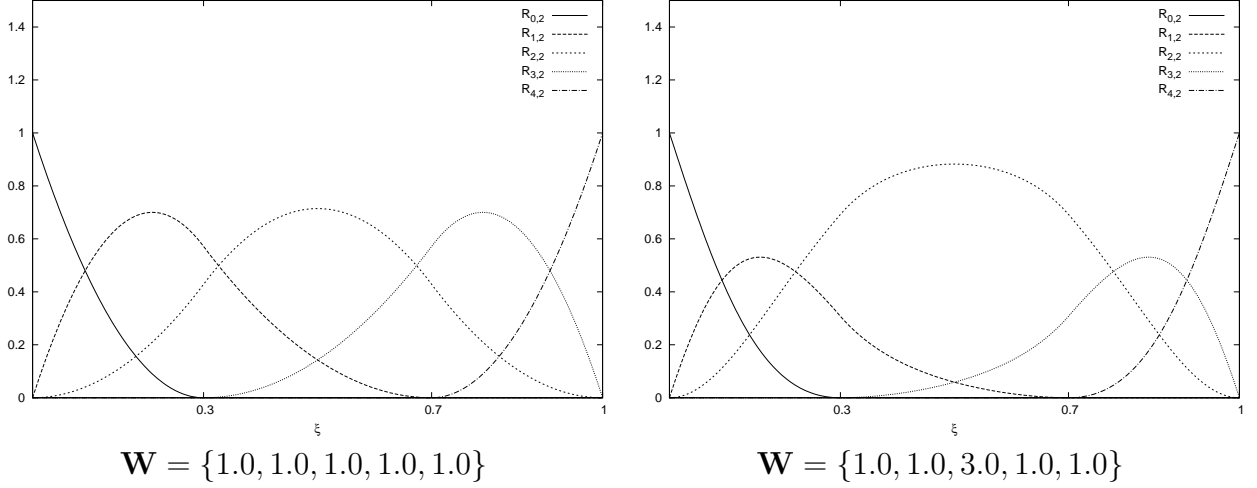 1.4
1.2
1
0.8
0.6
0.4
0.2
0
0.3
0.7
1
ξ
R0,2
R1,2
R2,2
R3,2
R4,2
W = {1.0, 1.0, 1.0, 1.0, 1.0}
1.4
1.2
1
0.8
0.6
0.4
0.2
0
0.3
0.7
1
ξ
R0,2
R1,2
R2,2
R3,2
R4,2
W = {1.0, 1.0, 3.0, 1.0, 1.0}